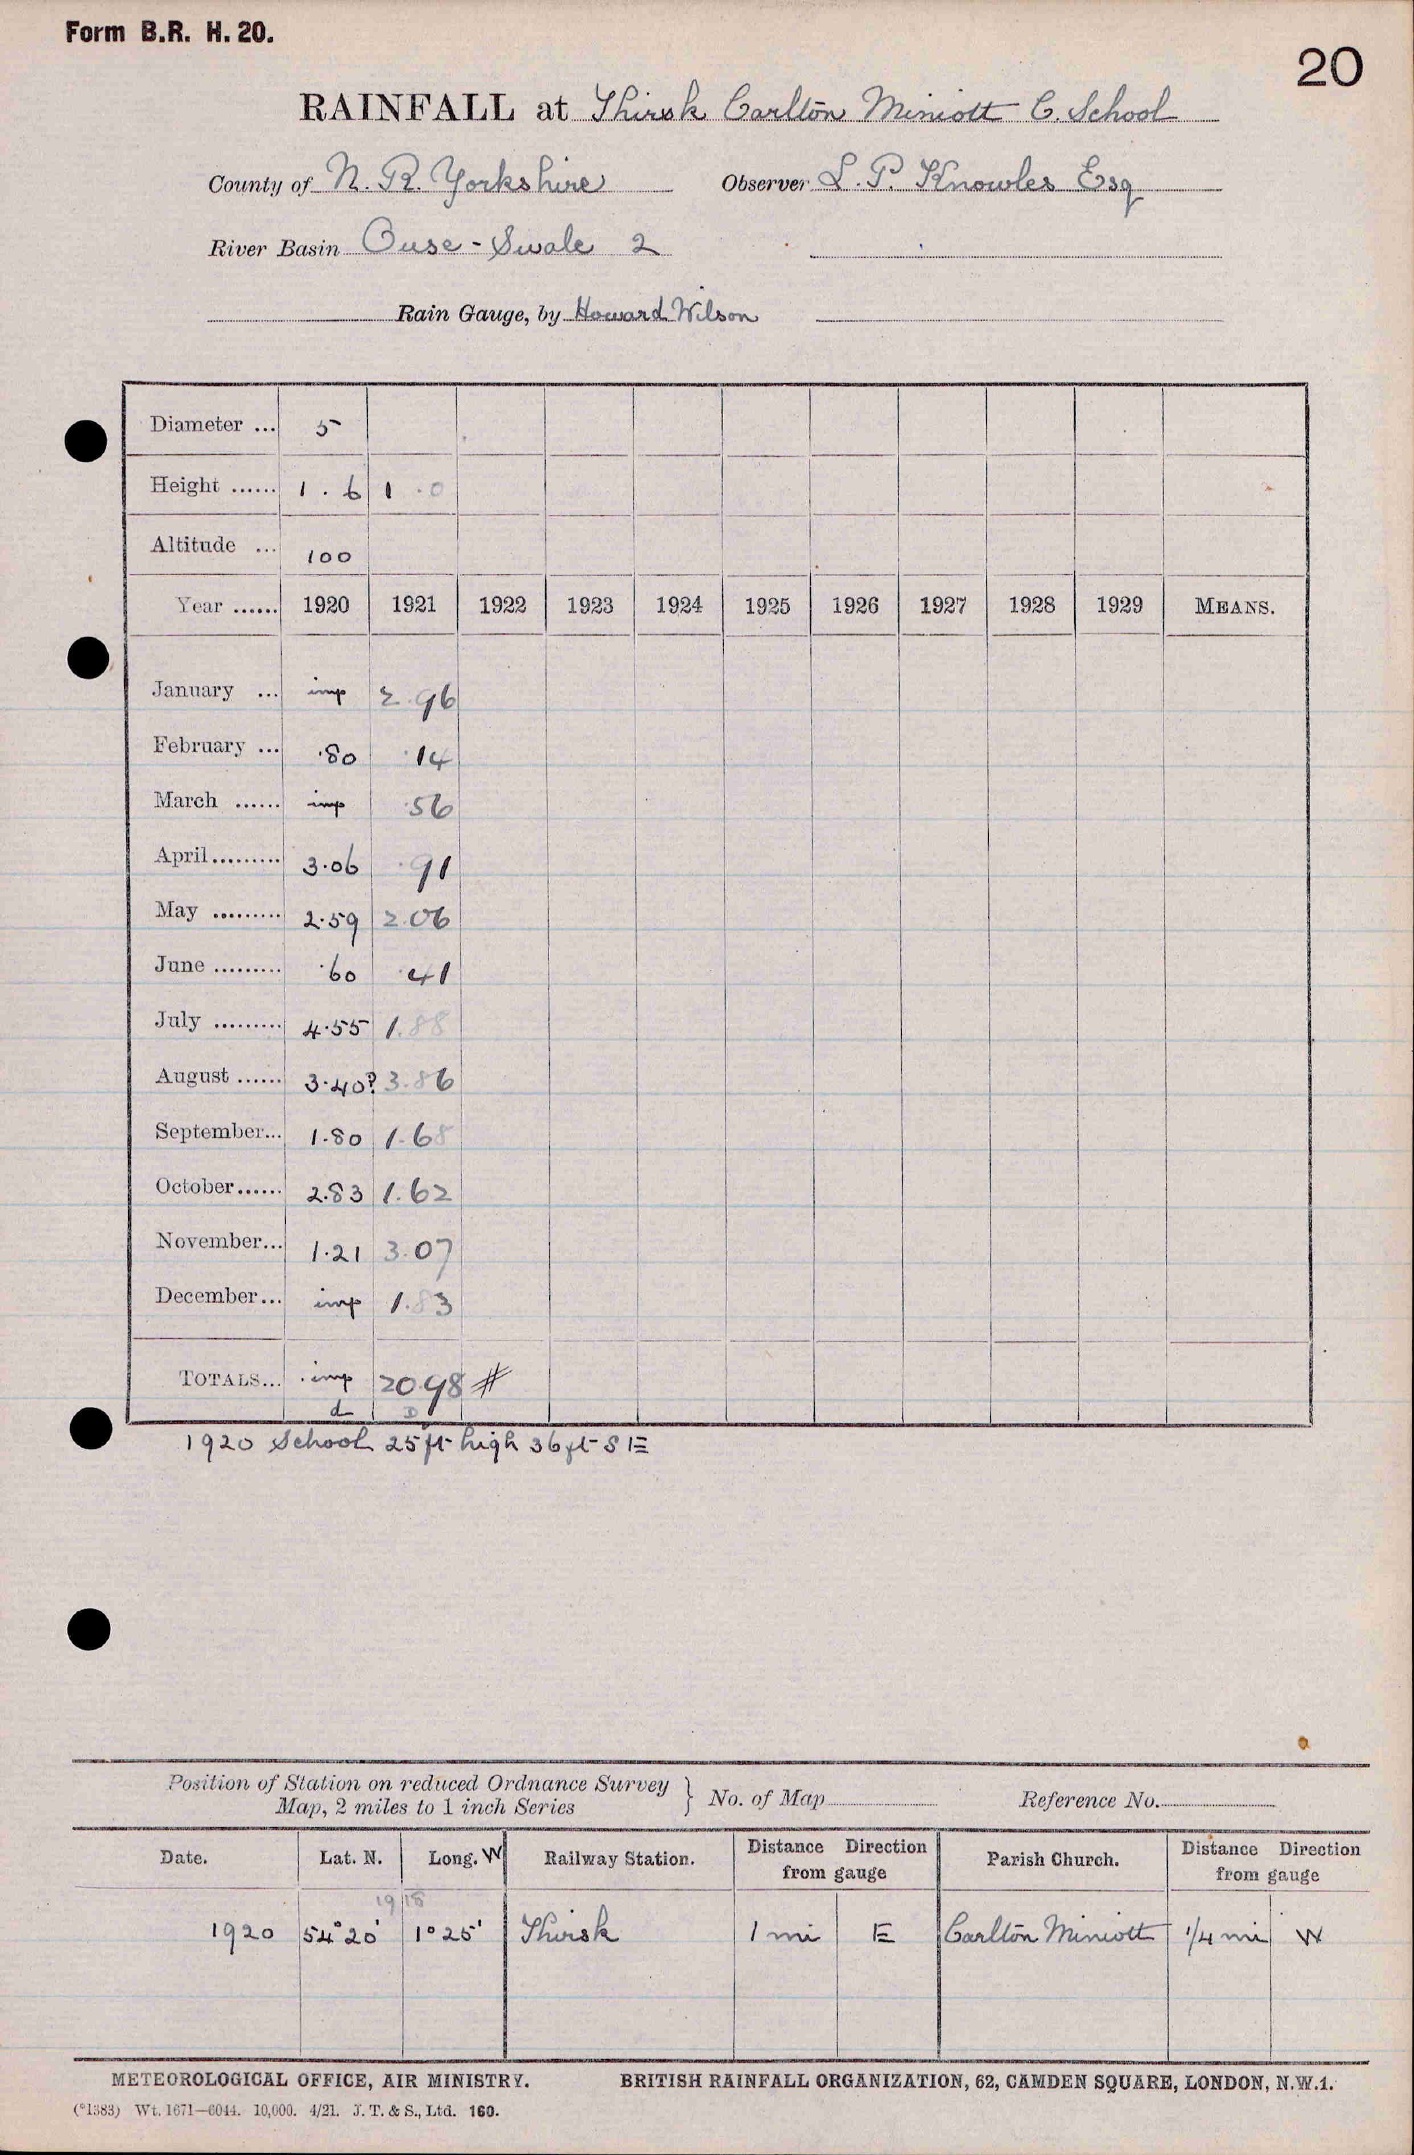 Form B.R. H. 20.
20
RAINFALL at Thirsk Carlton Miniott C. School
County of N. R. Yorkshire Observer L. P. Knowles Esq
River Basin Ouse - Swale 2
Rain Gauge, by Howard Wilson
Diameter ... 5
Height ...... 1 . 6 1 . 0
Altitude ... 100
Year ...... 1920 1921 1922 1923 1924 1925 1926 1927 1928 1929 MEANS.
January ... imp 2.96
February ... .80 .14
March ...... imp .56
April......... 3.06 .91
May ......... 2.59 2.06
June ......... .60 .41
July ......... 4.55 1.88
August ...... 3.40? 3.86
September... 1.80 1.68
October...... 2.83 1.62
November... 1.21 3.07
December... imp 1.83
TOTALS... imp 20.98 #
d D
1920 School 25ft high 36ft S E
Position of Station on reduced Ordnance Survey } No. of Map Reference No.
Map, 2 miles to 1 inch Series
Date. Lat. N. Long. W Railway Station. Distance Direction from gauge Parish Church. Distance Direction from gauge
19 18
1920 54°20' 1°25' Thirsk 1 mi E Carlton Miniott 1/4 mi W
METEOROLOGICAL OFFICE, AIR MINISTRY. BRITISH RAINFALL ORGANIZATION, 62, CAMDEN SQUARE, LONDON, N.W.1.
(*1383) Wt. 1671—6044. 10,000. 4/21. J. T. & S., Ltd. 160.